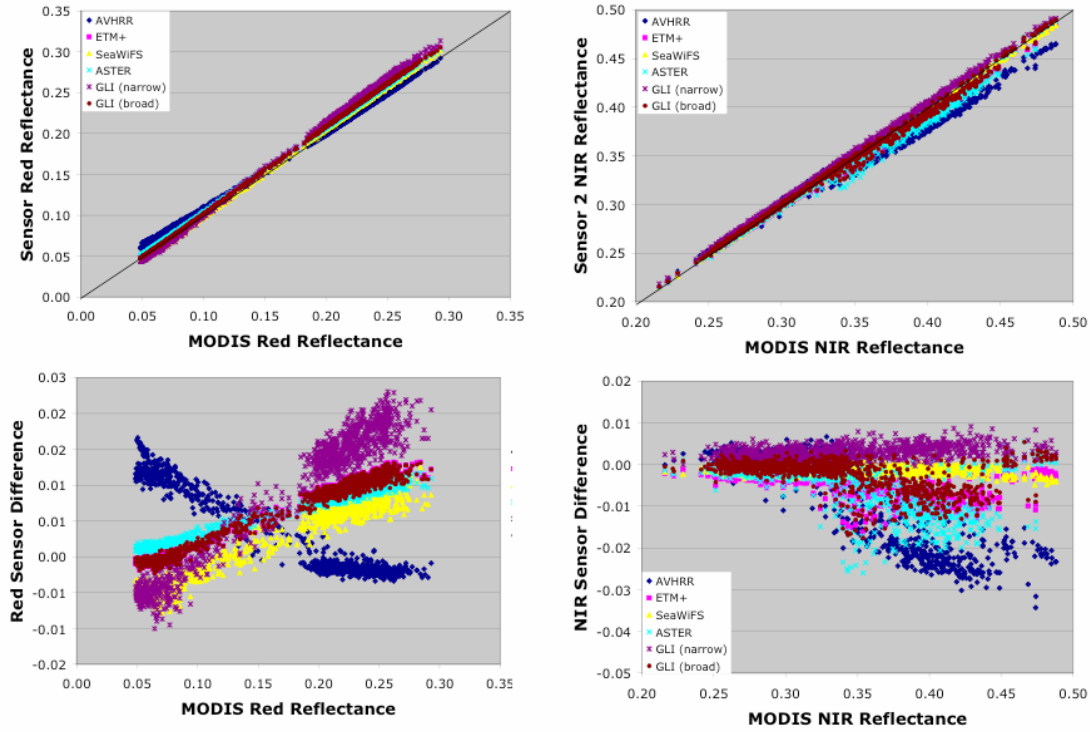 0.35
0.30
0.25
0.20
0.15
0.10
0.05
0.00
Sensor Red Reflectance
AVHRR
ETM+
SeaWiFS
ASTER
GLI (narrow)
GLI (broad)
0.00 0.05 0.10 0.15 0.20 0.25 0.30 0.35
MODIS Red Reflectance
0.50
0.45
0.40
0.35
0.30
0.25
0.20
Sensor 2 NIR Reflectance
AVHRR
ETM+
SeaWiFS
ASTER
GLI (narrow)
GLI (broad)
0.20 0.25 0.30 0.35 0.40 0.45 0.50
MODIS NIR Reflectance
0.03
0.02
0.02
0.01
0.01
0.00
-0.01
-0.01
-0.02
Red Sensor Difference
0.00 0.05 0.10 0.15 0.20 0.25 0.30 0.35
MODIS Red Reflectance
0.02
0.01
0.00
-0.01
-0.02
-0.03
-0.04
-0.05
NIR Sensor Difference
AVHRR
ETM+
SeaWiFS
ASTER
GLI (narrow)
GLI (broad)
0.20 0.25 0.30 0.35 0.40 0.45 0.50
MODIS NIR Reflectance